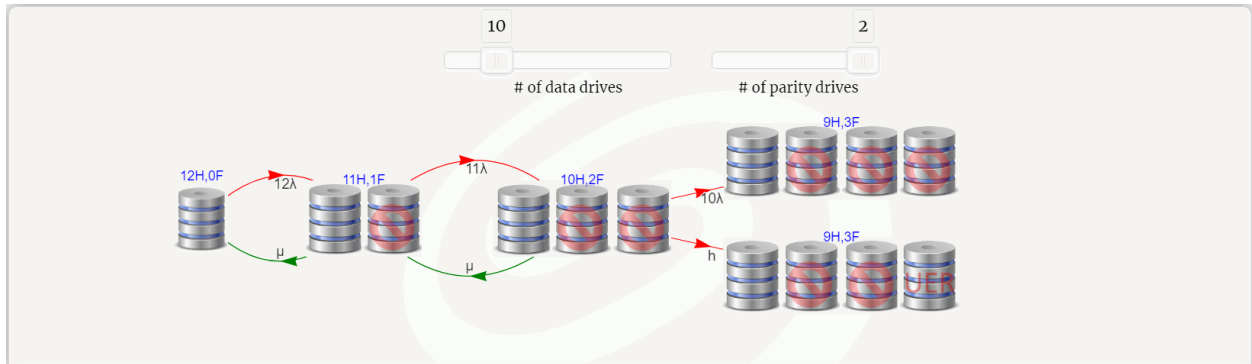 10 2
# of data drives # of parity drives
9H,3F
12H,0F 12λ 11H,1F 11λ 10H,2F 10λ
μ μ h
9H,3F
UER